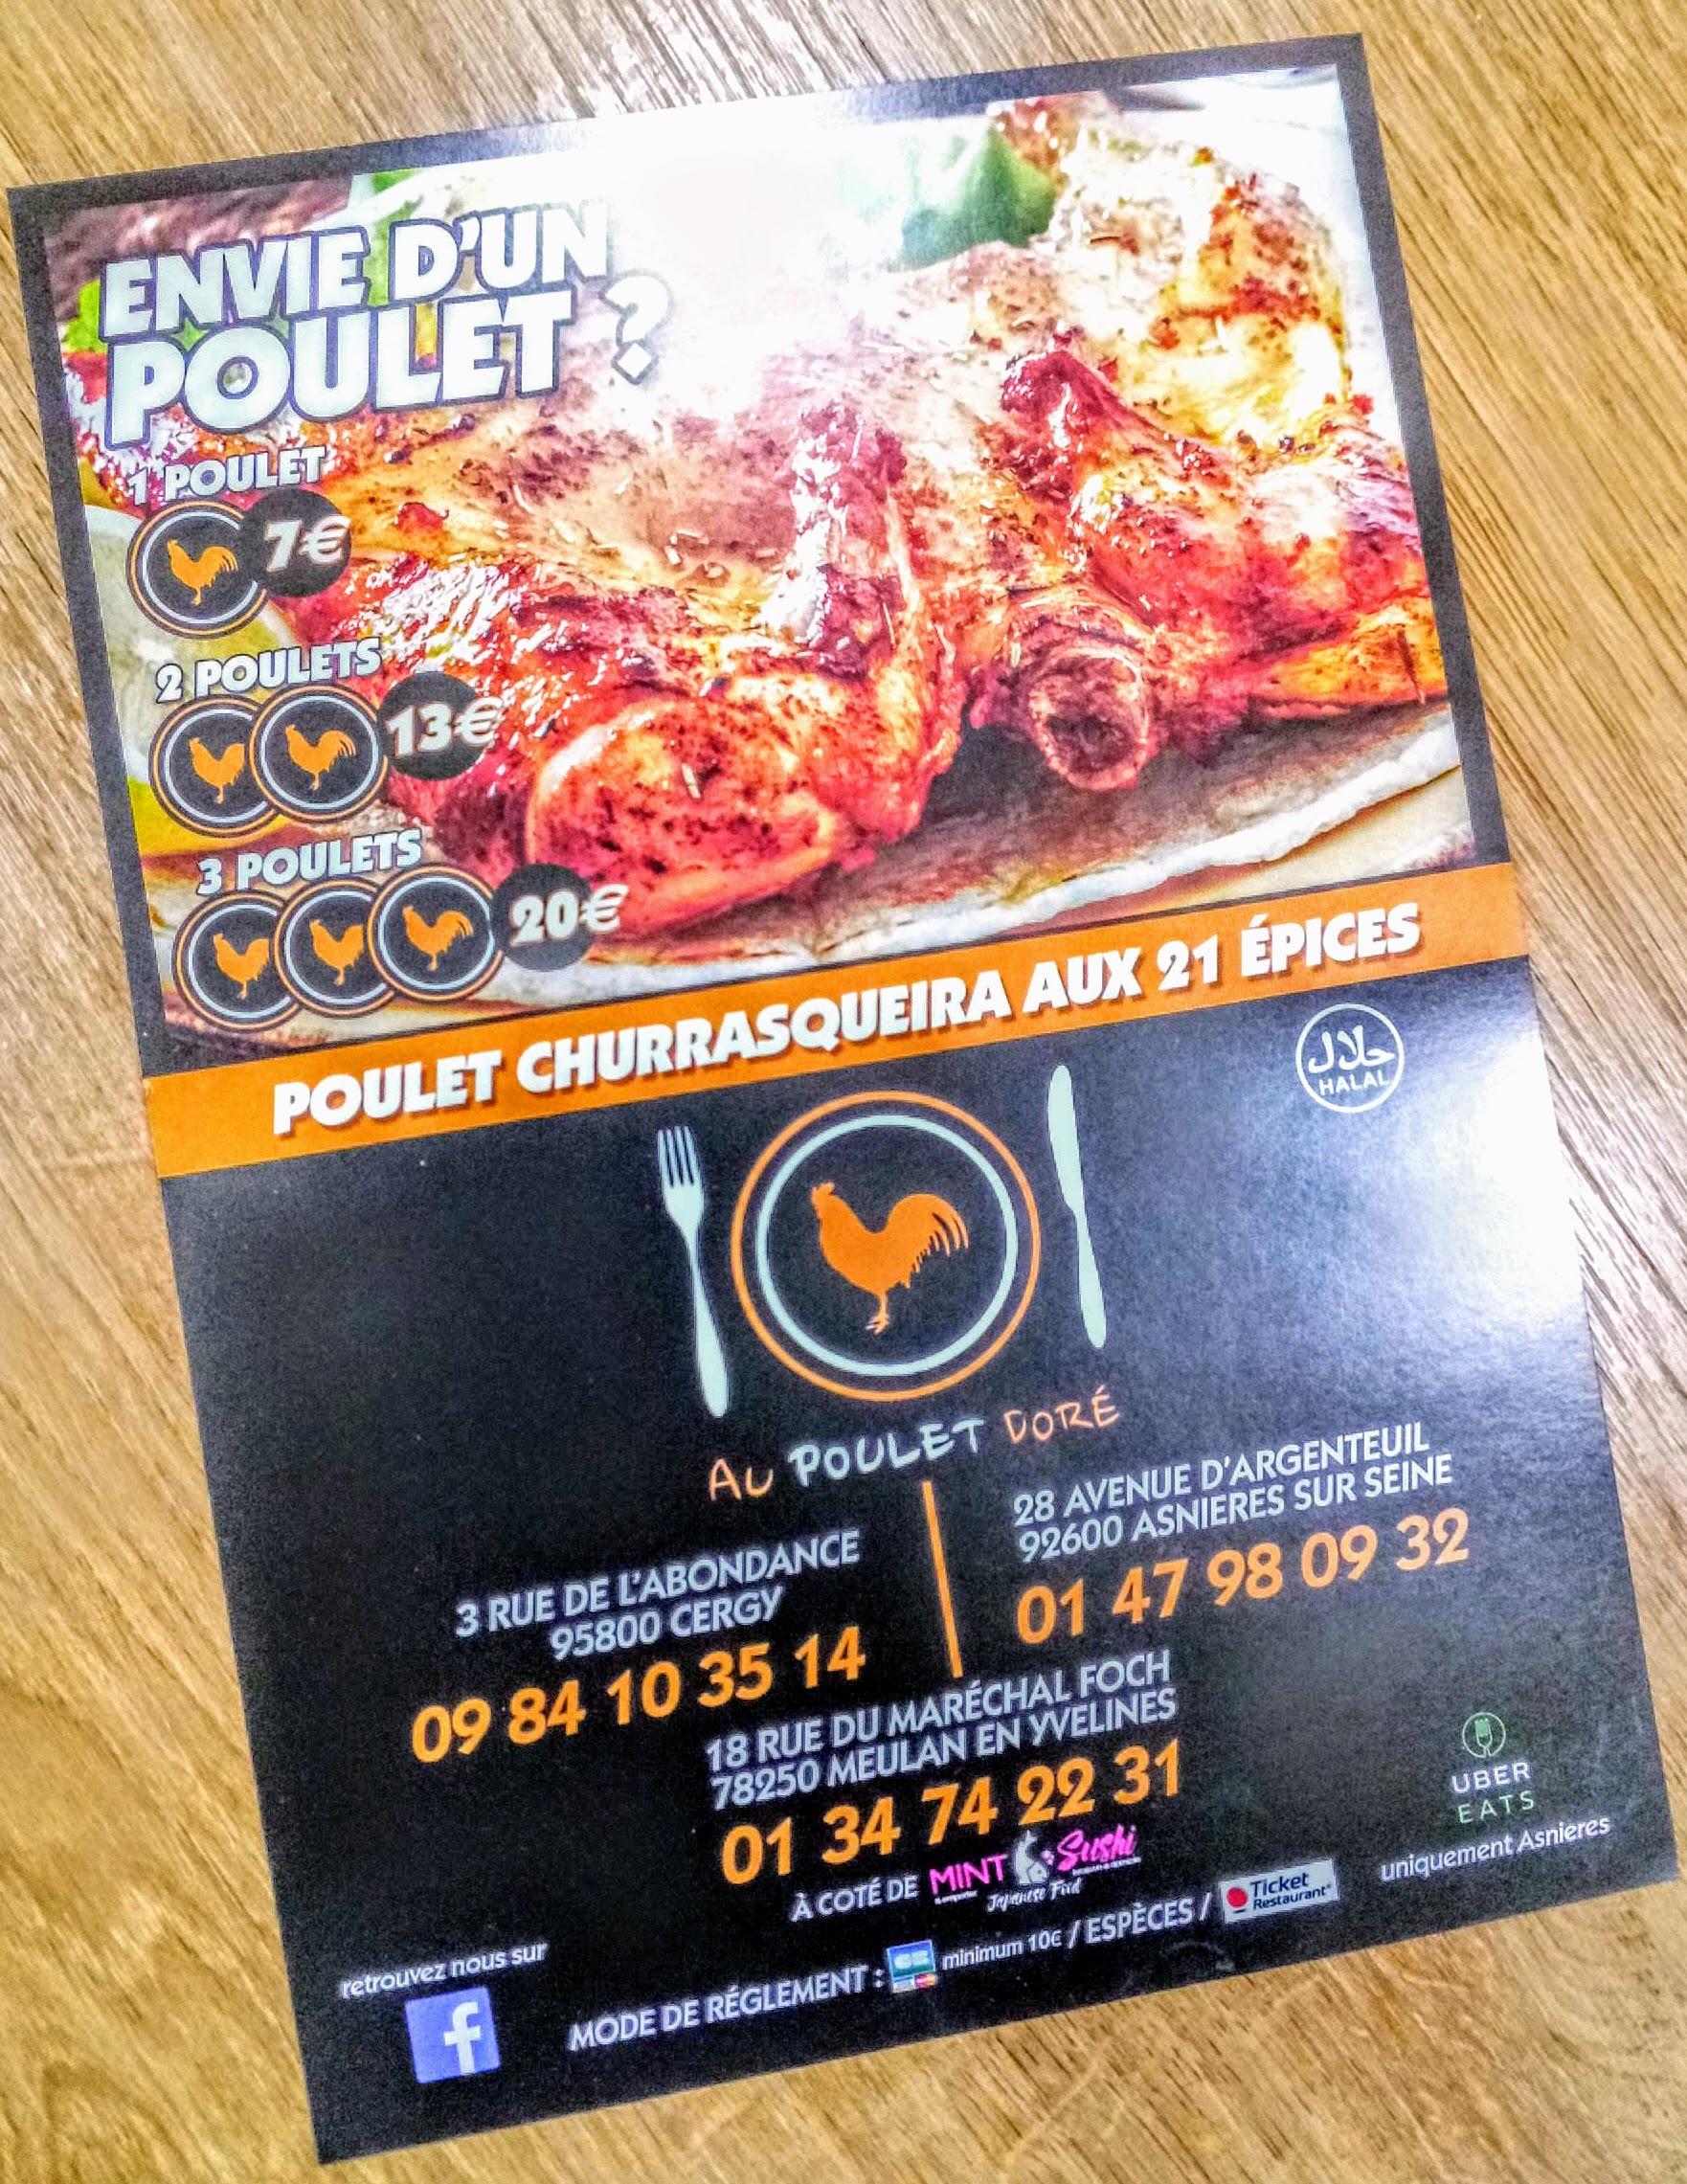 ENVIE D'UN
POULET ?
1 POULET
7€
2 POULETS
13€
3 POULETS
20€
POULET CHURRASQUEIRA AUX 21 ÉPICES
حلال
HALAL
AU POULET DORÉ
3 RUE DE L'ABONDANCE
95800 CERGY
09 84 10 35 14
28 AVENUE D'ARGENTEUIL
92600 ASNIERES SUR SEINE
01 47 98 09 32
18 RUE DU MARÉCHAL FOCH
78250 MEULAN EN YVELINES
01 34 74 22 31
À COTÉ DE MINT Sushi
Japanese Food
UBER
EATS
uniquement Asnieres
retrouvez nous sur
f
MODE DE RÉGLEMENT : CB minimum 10€ / ESPÈCES / Ticket
Restaurant®